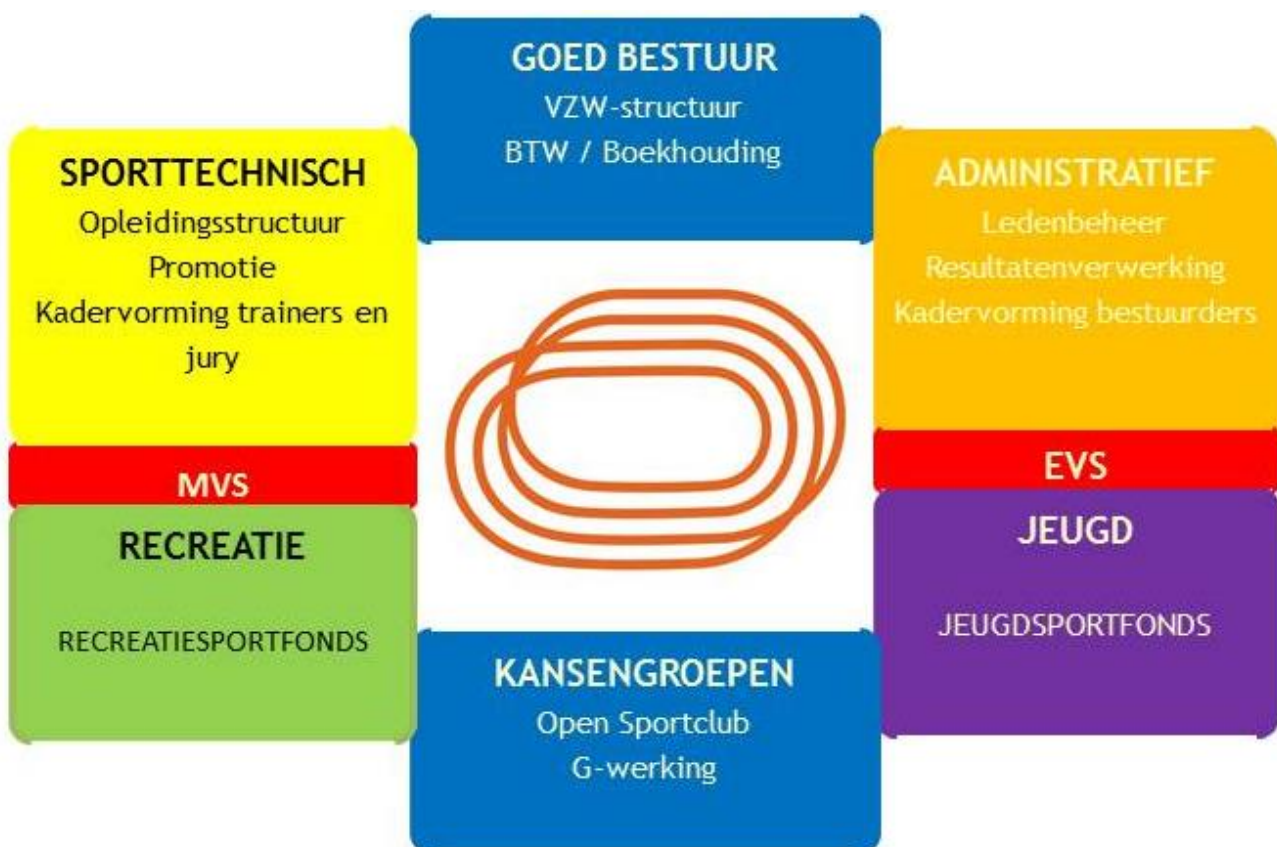 GOED BESTUUR
VZW-structuur
BTW / Boekhouding
SPORTTECHNISCH
Opleidingsstructuur
Promotie
Kadervorming trainers en
jury
ADMINISTRATIEF
Ledenbeheer
Resultatenverwerking
Kadervorming bestuurders
MVS
EVS
RECREATIE
RECREATIESPORTFONDS
JEUGD
JEUGDSPORTFONDS
KANSENGROEPEN
Open Sportclub
G-werking